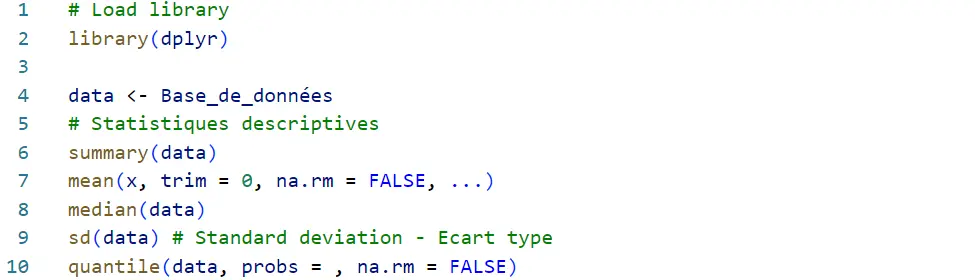 1 # Load library
2 library(dplyr)
3
4 data <- Base_de_données
5 # Statistiques descriptives
6 summary(data)
7 mean(x, trim = 0, na.rm = FALSE, ...)
8 median(data)
9 sd(data) # Standard deviation - Ecart type
10 quantile(data, probs = , na.rm = FALSE)